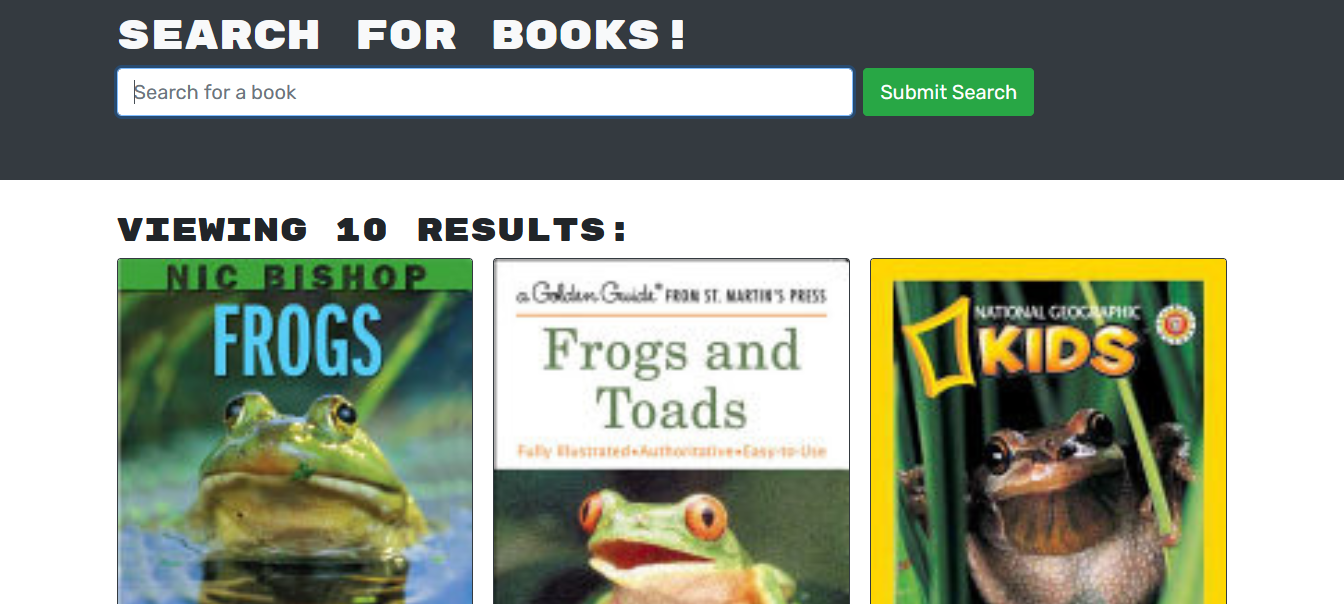 SEARCH FOR BOOKS!
Search for a book
Submit Search
VIEWING 10 RESULTS:
NIC BISHOP
FROGS
a Golden Guide® FROM ST. MARTIN'S PRESS
Frogs and
Toads
Fully Illustrated•Authoritative•Easy-to-Use
NATIONAL GEOGRAPHIC
KIDS